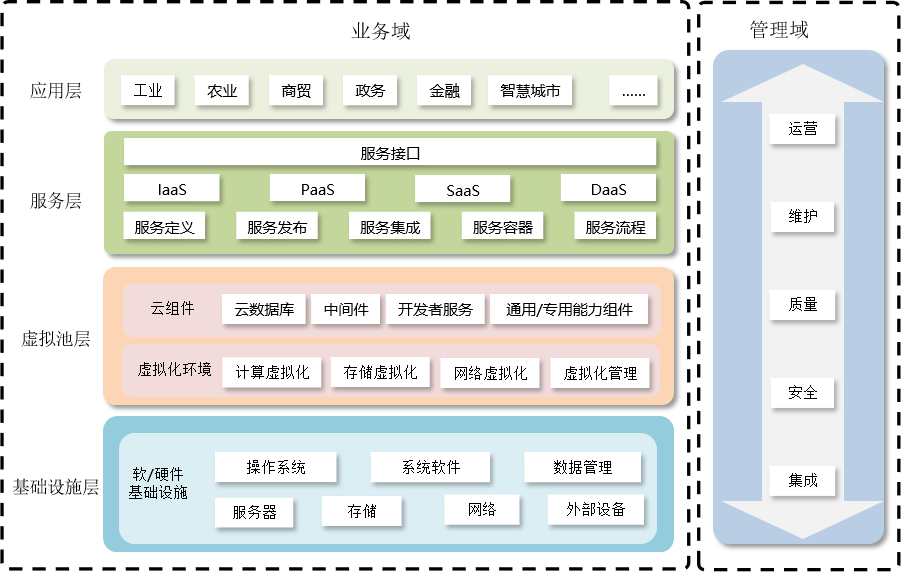 业务域
应用层
工业
农业
商贸
政务
金融
智慧城市
......
服务层
服务接口
IaaS
PaaS
SaaS
DaaS
服务定义
服务发布
服务集成
服务容器
服务流程
虚拟池层
云组件
云数据库
中间件
开发者服务
通用/专用能力组件
虚拟化环境
计算虚拟化
存储虚拟化
网络虚拟化
虚拟化管理
基础设施层
软/硬件
基础设施
操作系统
系统软件
数据管理
服务器
存储
网络
外部设备
管理域
运营
维护
质量
安全
集成